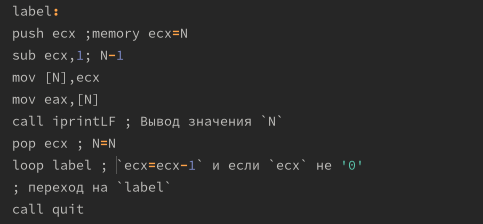 label:
push ecx ;memory ecx=N
sub ecx,1; N-1
mov [N],ecx
mov eax,[N]
call iprintLF ; Вывод значения `N`
pop ecx ; N=N
loop label ; `ecx=ecx-1` и если `ecx` не '0'
; переход на `label`
call quit